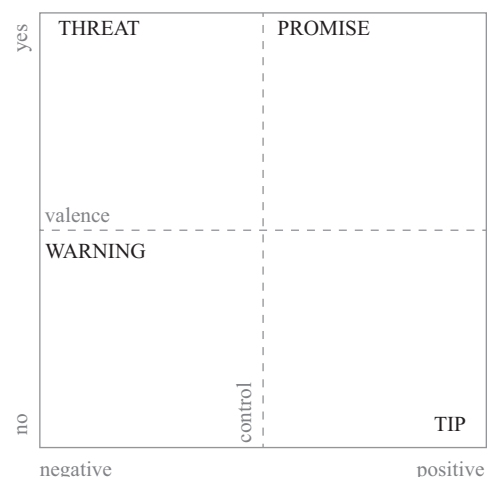 yes
THREAT
PROMISE
valence
WARNING
control
no
TIP
negative
positive